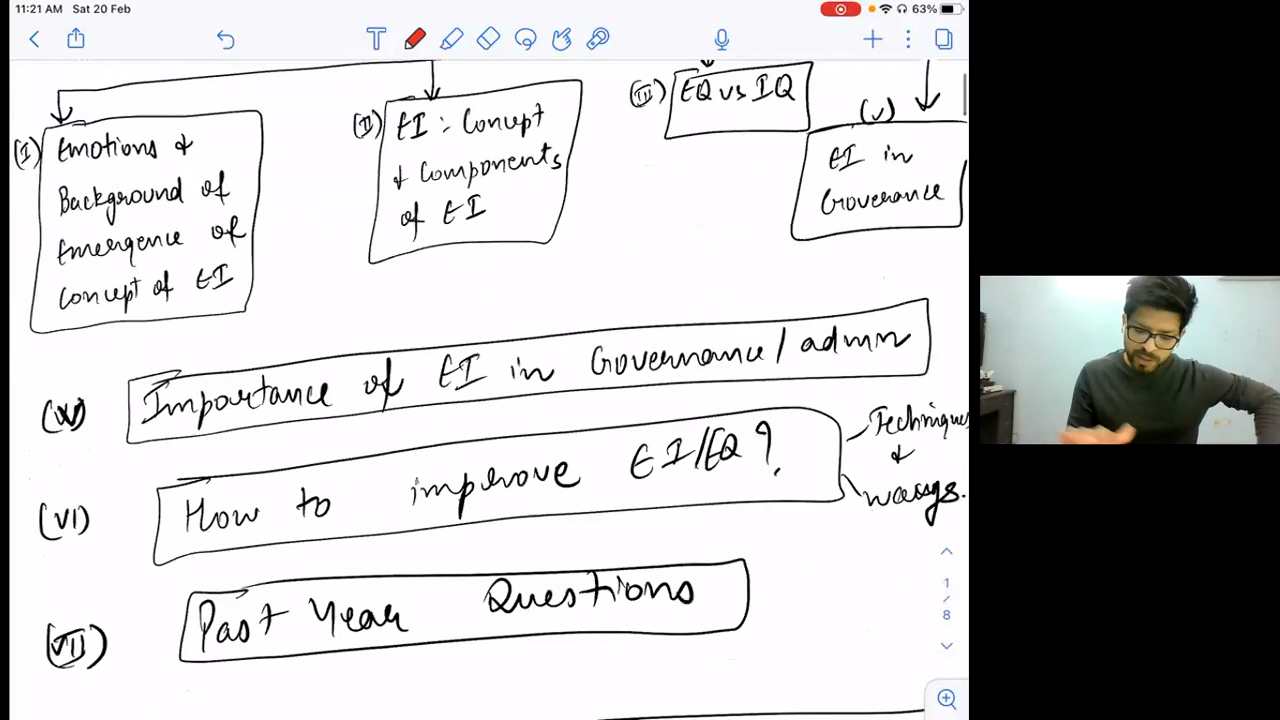 11:21 AM Sat 20 Feb
63%
(I) Emotions &
Background of
Emergence of
Concept of EI
(II) EI : Concept
& Components
of EI
(III) EQ vs IQ
(V)
EI in
Governance
Importance of EI in Governance/admn
(VI) How to improve EI/EQ?
Techniques
&
(VII) Past Year Questions
1
/
8